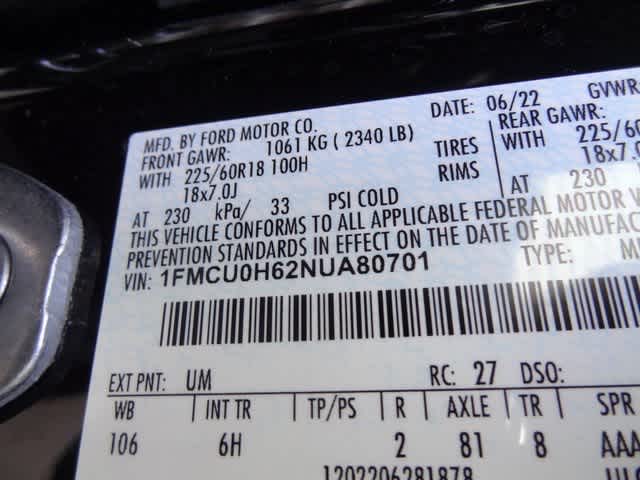 MFD. BY FORD MOTOR CO. DATE: 06/22 GVWR
FRONT GAWR: 1061 KG ( 2340 LB) REAR GAWR:
WITH 225/60R18 100H TIRES WITH 225/60
18x7.0J RIMS 18x7.0
AT 230 kPa/ 33 PSI COLD AT 230
THIS VEHICLE CONFORMS TO ALL APPLICABLE FEDERAL MOTOR
PREVENTION STANDARDS IN EFFECT ON THE DATE OF MANUFAC
VIN: 1FMCU0H62NUA80701 TYPE: M
EXT PNT: UM RC: 27 DSO:
WB INT TR TP/PS R AXLE TR SPR
106 6H 2 81 8 AAA
1202206281878